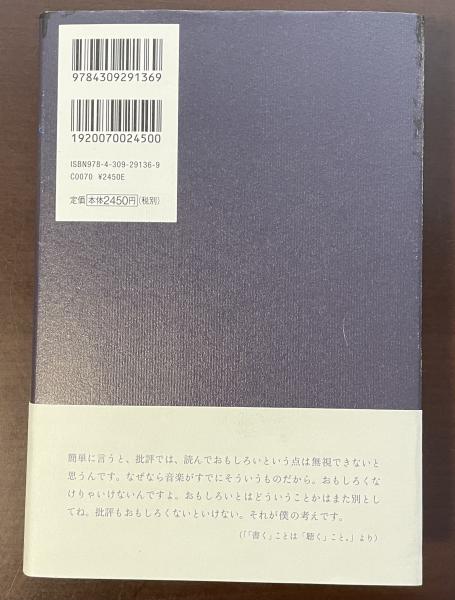 9784309291369
1920070024500
ISBN978-4-309-29136-9
C0070 ¥2450E
定価 本体2450円 (税別)
簡単に言うと、批評では、読んでおもしろいという点は無視できないと
思うんです。なぜなら音楽がすでにそういうものだから。おもしろくな
けりゃいけないんですよ。おもしろいとはどういうことかはまた別とし
てね。批評もおもしろくないといけない。それが僕の考えです。
(「「書く」ことは「聴く」こと。」より)